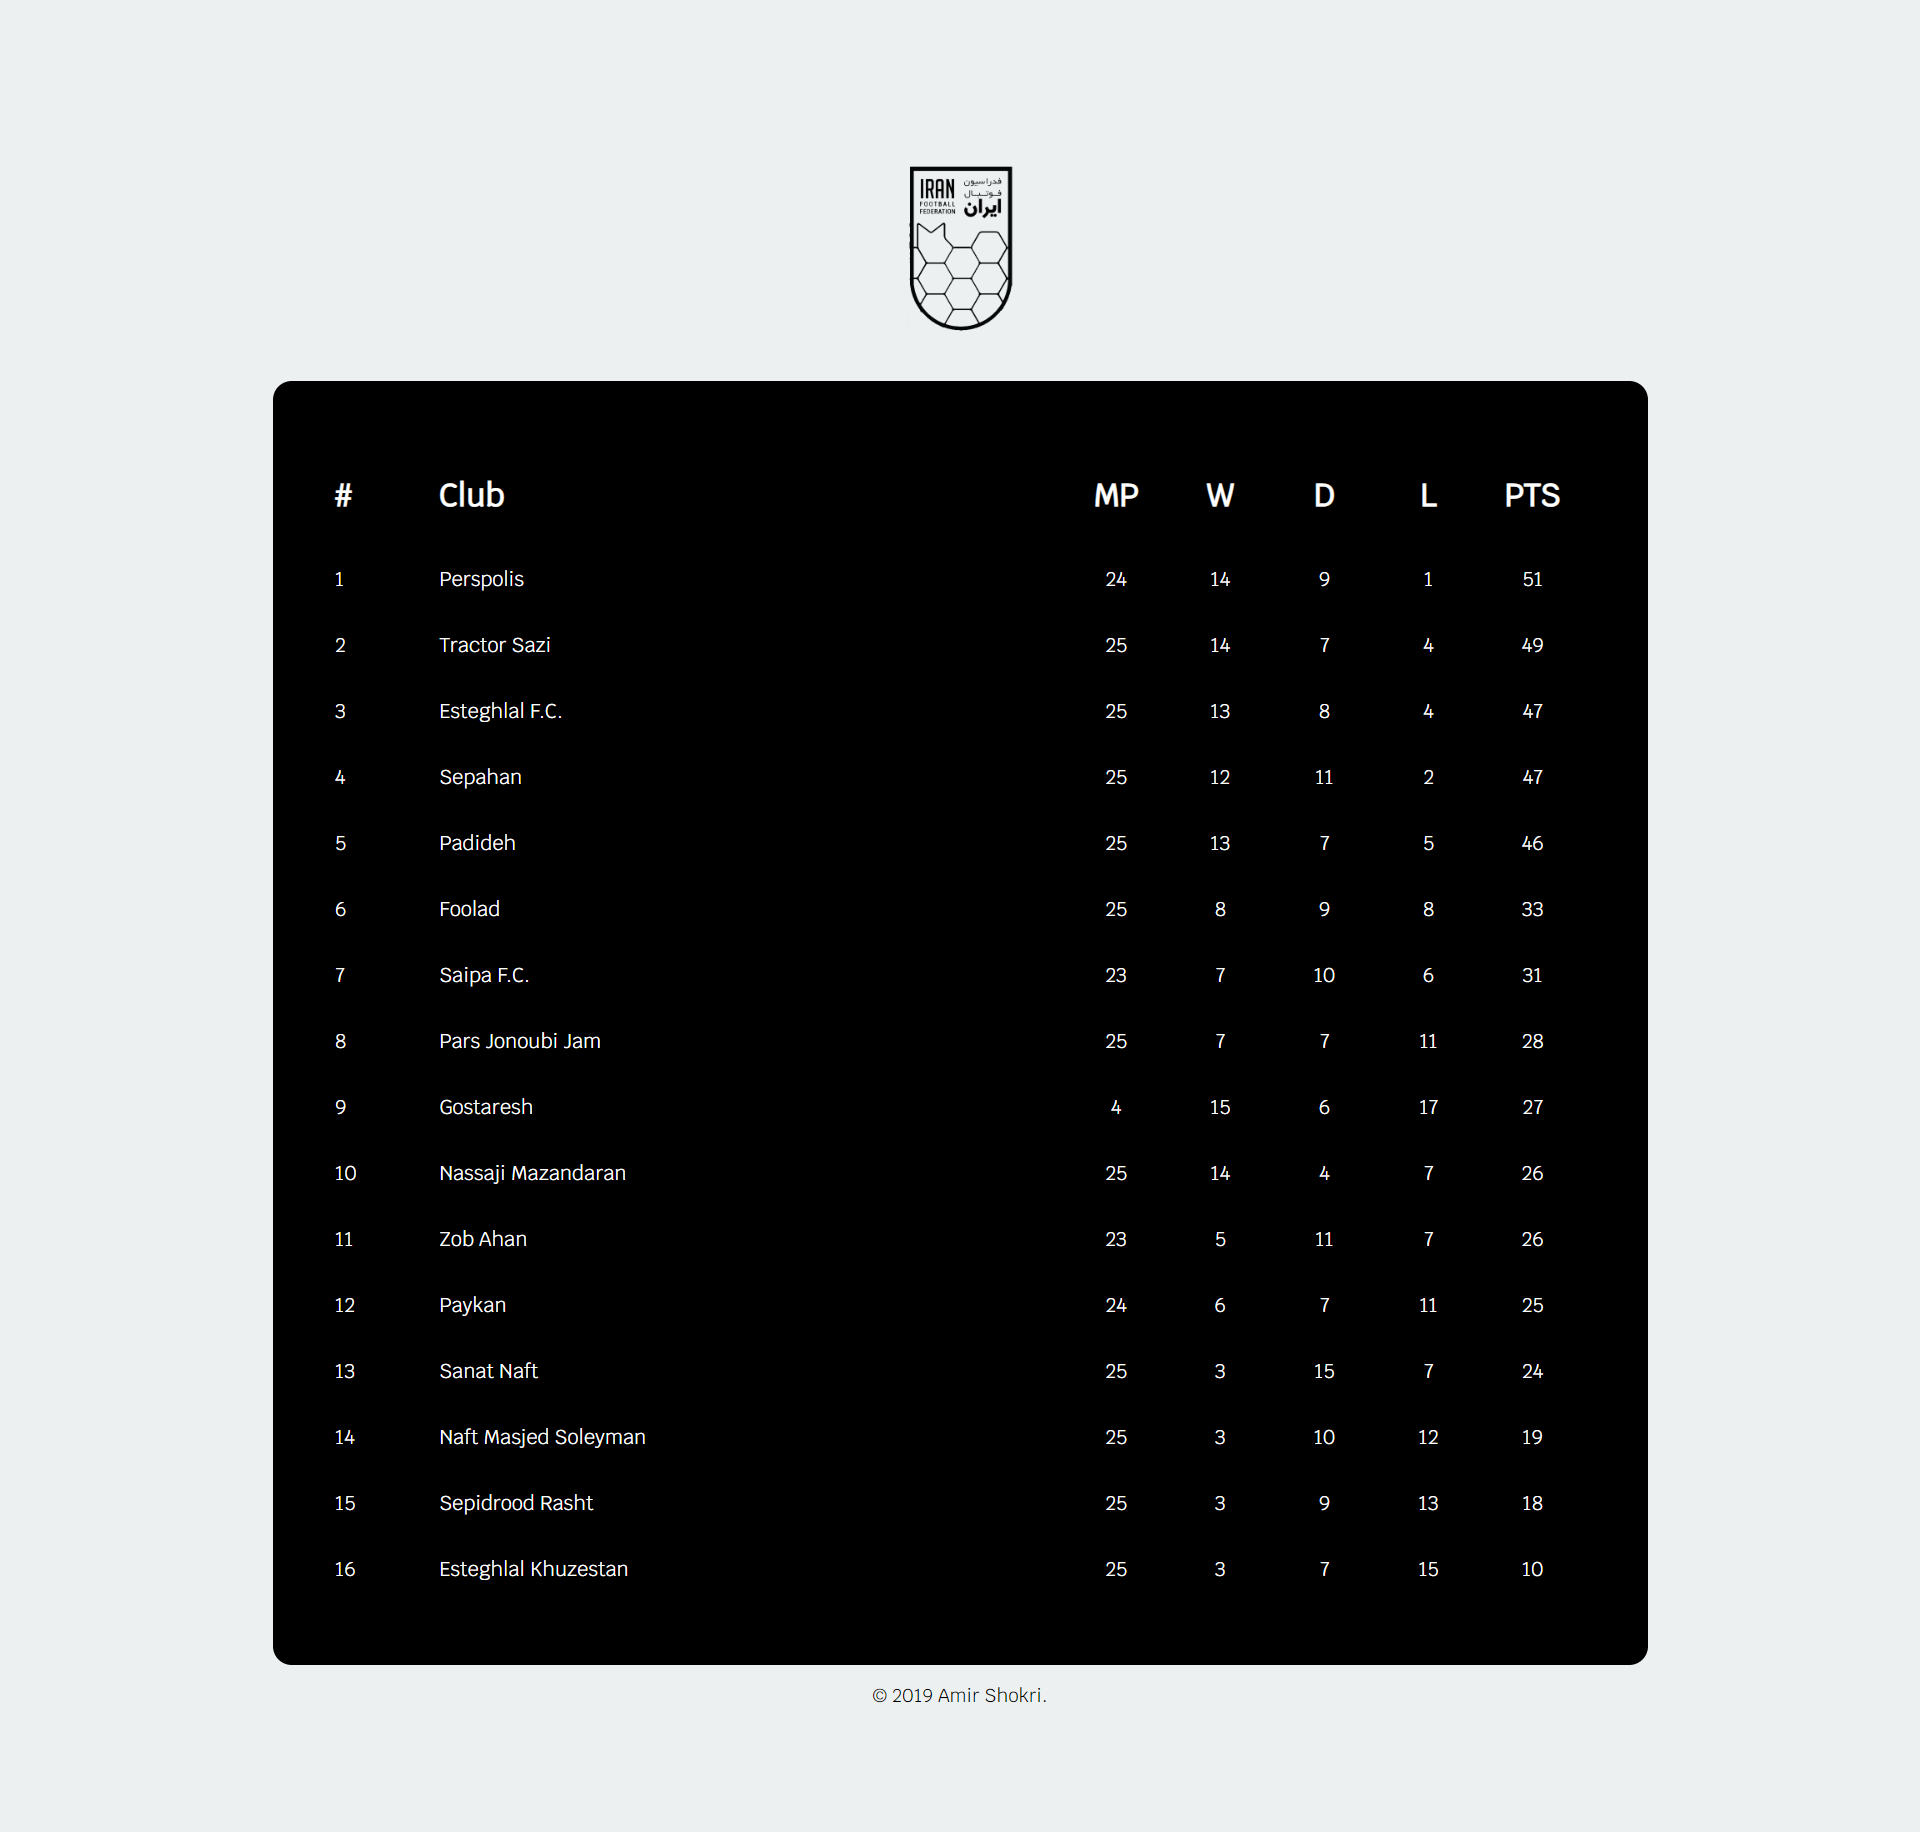 IRAN
FOOTBALL
FEDERATION
فدراسیون
فوتبال
ایران
# Club MP W D L PTS
1 Perspolis 24 14 9 1 51
2 Tractor Sazi 25 14 7 4 49
3 Esteghlal F.C. 25 13 8 4 47
4 Sepahan 25 12 11 2 47
5 Padideh 25 13 7 5 46
6 Foolad 25 8 9 8 33
7 Saipa F.C. 23 7 10 6 31
8 Pars Jonoubi Jam 25 7 7 11 28
9 Gostaresh 4 15 6 17 27
10 Nassaji Mazandaran 25 14 4 7 26
11 Zob Ahan 23 5 11 7 26
12 Paykan 24 6 7 11 25
13 Sanat Naft 25 3 15 7 24
14 Naft Masjed Soleyman 25 3 10 12 19
15 Sepidrood Rasht 25 3 9 13 18
16 Esteghlal Khuzestan 25 3 7 15 10
© 2019 Amir Shokri.